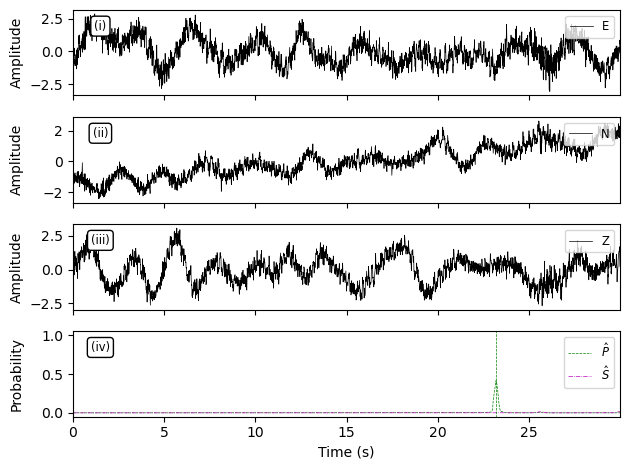 2.5
0.0
−2.5
Amplitude
(i)
E
2
0
−2
Amplitude
(ii)
N
2.5
0.0
−2.5
Amplitude
(iii)
Z
1.0
0.5
0.0
Probability
(iv)
P̂
Ŝ
0 5 10 15 20 25
Time (s)